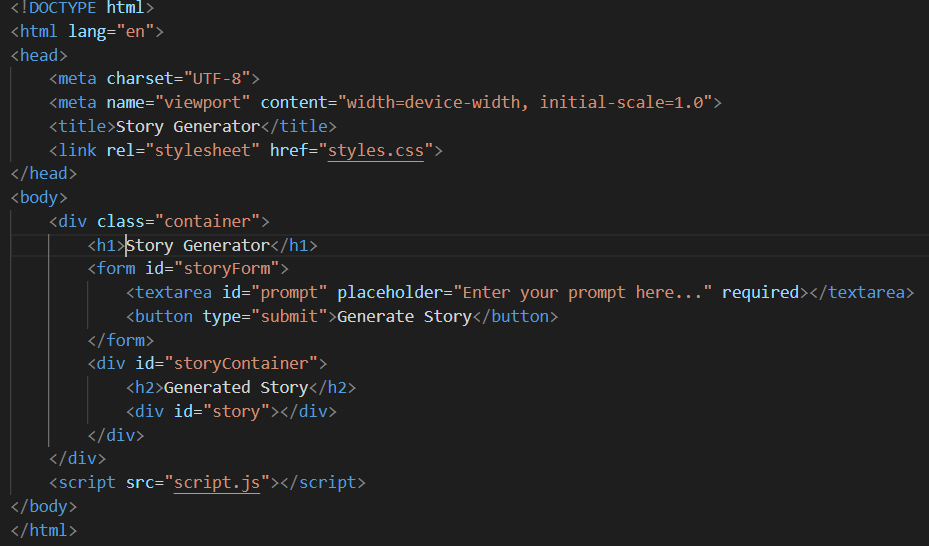 <!DOCTYPE html>
<html lang="en">
<head>
    <meta charset="UTF-8">
    <meta name="viewport" content="width=device-width, initial-scale=1.0">
    <title>Story Generator</title>
    <link rel="stylesheet" href="styles.css">
</head>
<body>
    <div class="container">
        <h1>Story Generator</h1>
        <form id="storyForm">
            <textarea id="prompt" placeholder="Enter your prompt here..." required></textarea>
            <button type="submit">Generate Story</button>
        </form>
        <div id="storyContainer">
            <h2>Generated Story</h2>
            <div id="story"></div>
        </div>
    </div>
    <script src="script.js"></script>
</body>
</html>